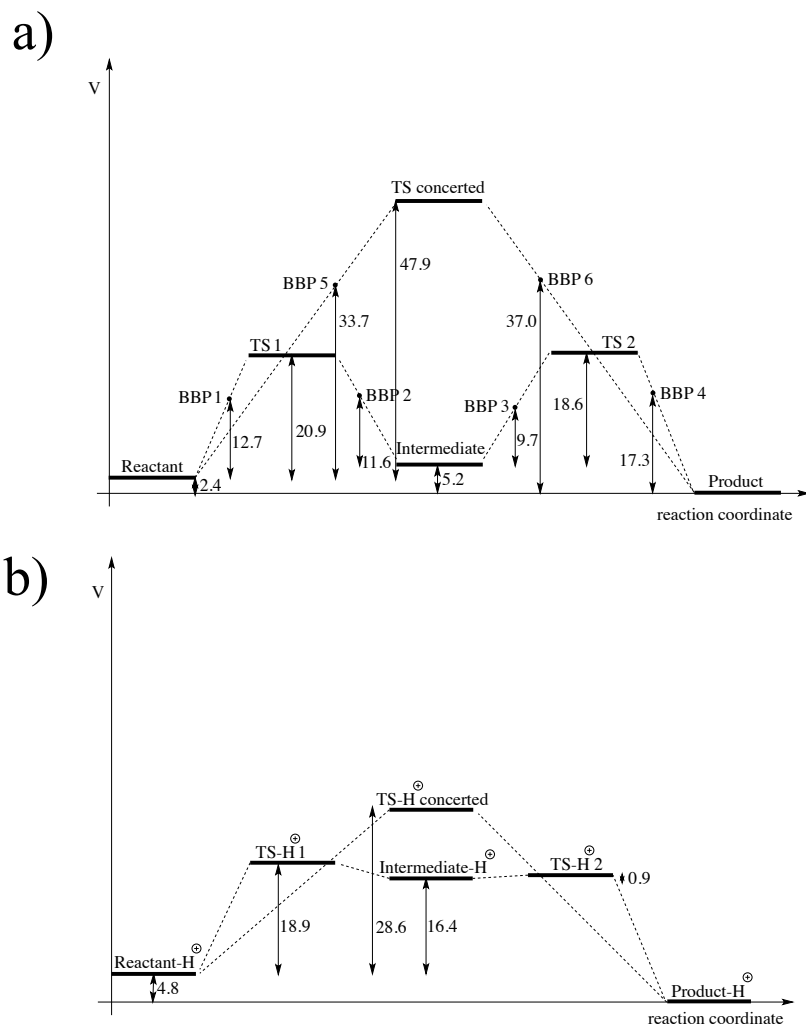 a)
V
TS concerted
47.9
BBP 5
BBP 6
33.7
37.0
TS 1
TS 2
BBP 1
BBP 2
BBP 3
BBP 4
18.6
12.7
20.9
9.7
11.6
Intermediate
17.3
Reactant
2.4
5.2
Product
reaction coordinate
b)
V
TS-H⊕ concerted
TS-H⊕ 1
Intermediate-H⊕
TS-H⊕ 2
0.9
18.9
28.6
16.4
Reactant-H⊕
4.8
Product-H⊕
reaction coordinate